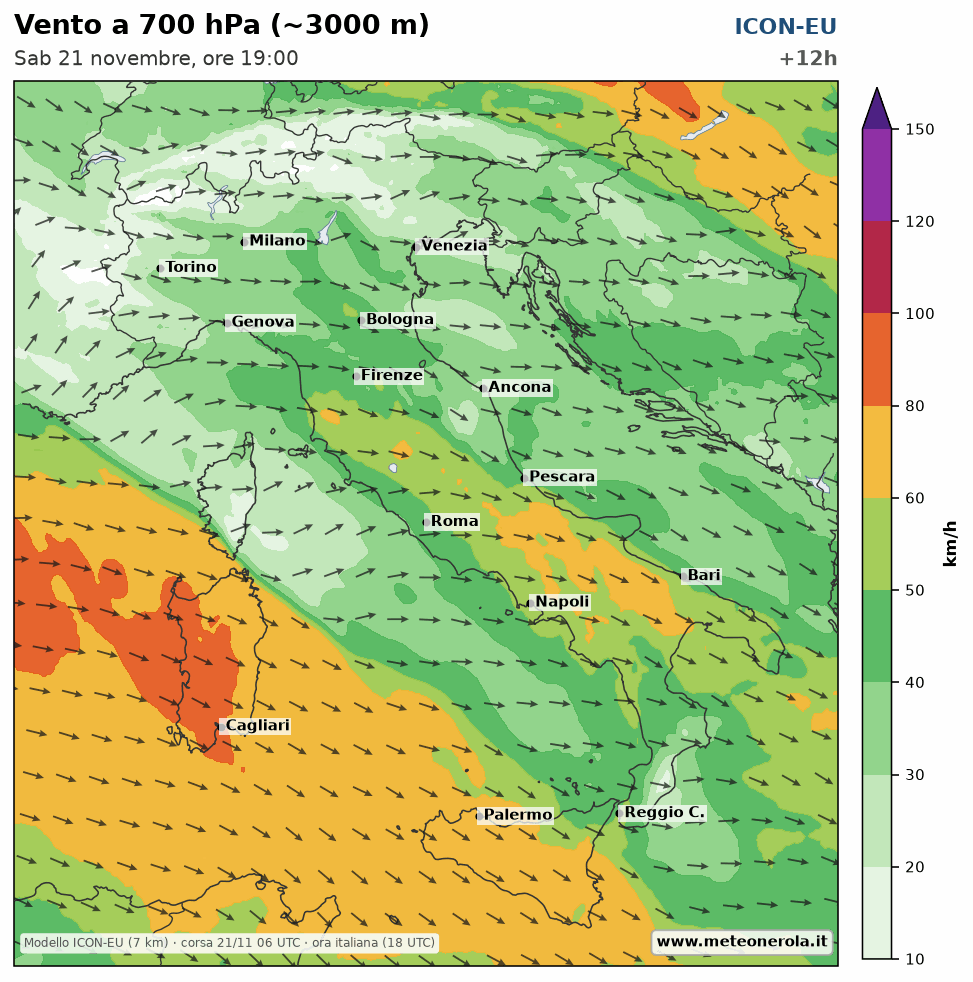 Vento a 700 hPa (~3000 m)
ICON-EU
Sab 21 novembre, ore 19:00
+12h
Milano
Venezia
Torino
Genova
Bologna
Firenze
Ancona
Pescara
Roma
Bari
Napoli
Cagliari
Palermo
Reggio C.
150
120
100
80
60
50
40
30
20
10
km/h
Modello ICON-EU (7 km) · corsa 21/11 06 UTC · ora italiana (18 UTC)
www.meteonerola.it